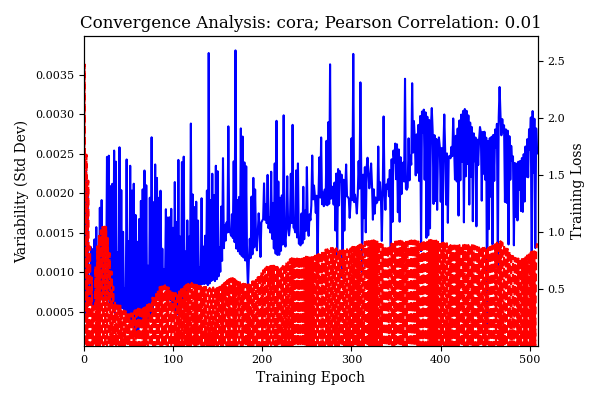 Convergence Analysis: cora; Pearson Correlation: 0.01
Variability (Std Dev)
0.0035
0.0030
0.0025
0.0020
0.0015
0.0010
0.0005
2.5
2.0
1.5
1.0
0.5
Training Loss
0 100 200 300 400 500
Training Epoch